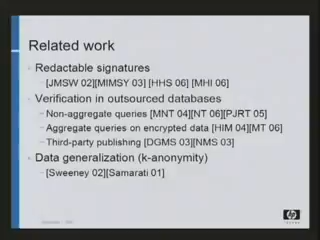 Related work
Redactable signatures
- [JMSW 02][MIMSY 03] [HHS 06] [MHI 06]
Verification in outsourced databases
- Non-aggregate queries [MNT 04][NT 06][PJRT 05]
- Aggregate queries on encrypted data [HIM 04][MT 06]
- Third-party publishing [DGMS 03][NMS 03]
Data generalization (k-anonymity)
- [Sweeney 02][Samarati 01]
hp